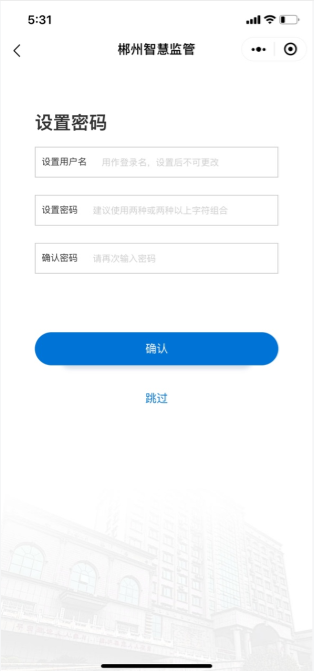 5:31
郴州智慧监管
设置密码
设置用户名 用作登录名，设置后不可更改
设置密码 建议使用两种或两种以上字符组合
确认密码 请再次输入密码
确认
跳过